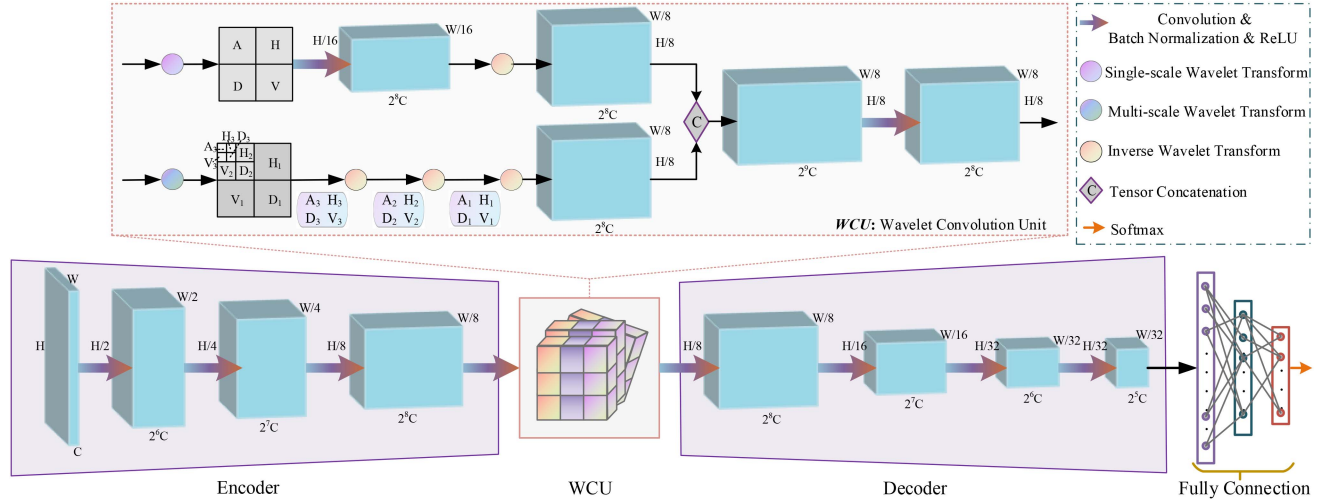 A H
D V
H/16
W/16
2⁸C
W/8
H/8
2⁸C
H₃ D₃
A₃
V₃
H₂
V₂ D₂
H₁
V₁ D₁
A₃ H₃
D₃ V₃
A₂ H₂
D₂ V₂
A₁ H₁
D₁ V₁
W/8
H/8
2⁸C
C
W/8
H/8
2⁹C
W/8
H/8
2⁸C
WCU: Wavelet Convolution Unit
Convolution &
Batch Normalization & ReLU
Single-scale Wavelet Transform
Multi-scale Wavelet Transform
Inverse Wavelet Transform
C
Tensor Concatenation
Softmax
W
H
C
H/2
W/2
2⁶C
H/4
W/4
2⁷C
H/8
W/8
2⁸C
H/8
W/8
2⁸C
H/16
W/16
2⁷C
H/32
W/32
2⁶C
H/32
W/32
2⁵C
Encoder
WCU
Decoder
Fully Connection